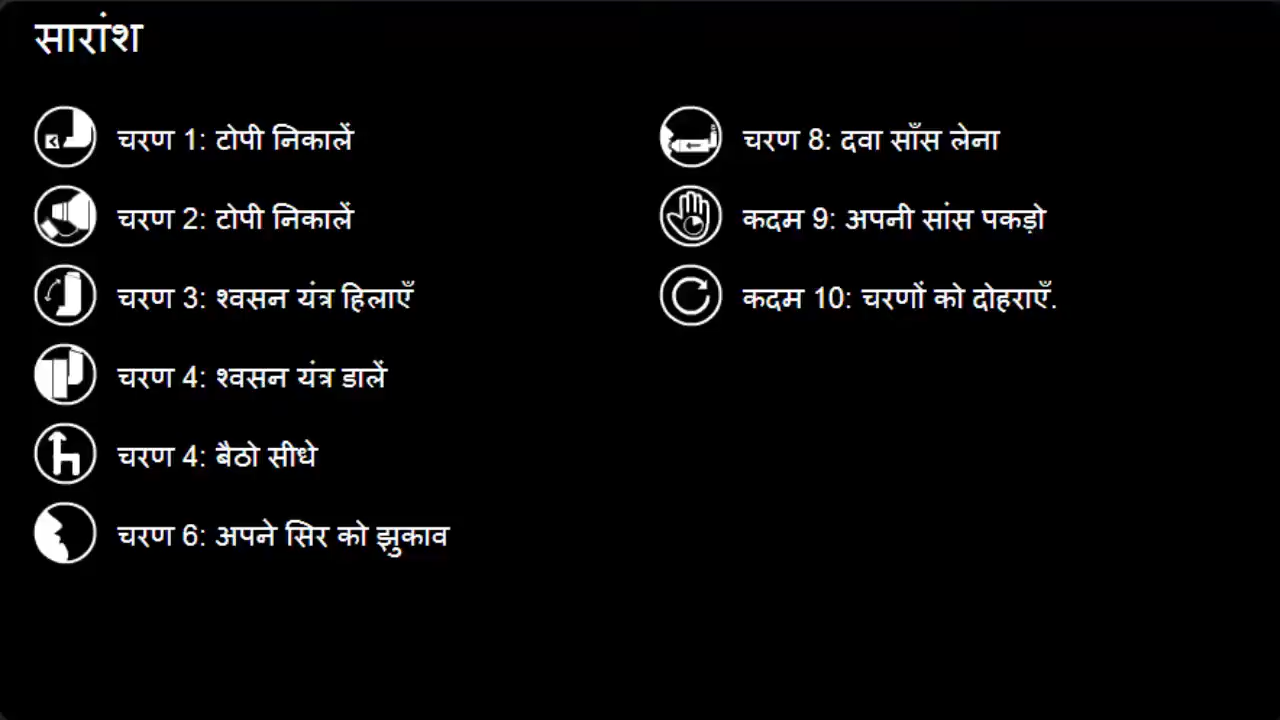 सारांश
चरण 1: टोपी निकालें
चरण 2: टोपी निकालें
चरण 3: श्वसन यंत्र हिलाएँ
चरण 4: श्वसन यंत्र डालें
चरण 4: बैठो सीधे
चरण 6: अपने सिर को झुकाव
चरण 8: दवा साँस लेना
कदम 9: अपनी सांस पकड़ो
कदम 10: चरणों को दोहराएँ.